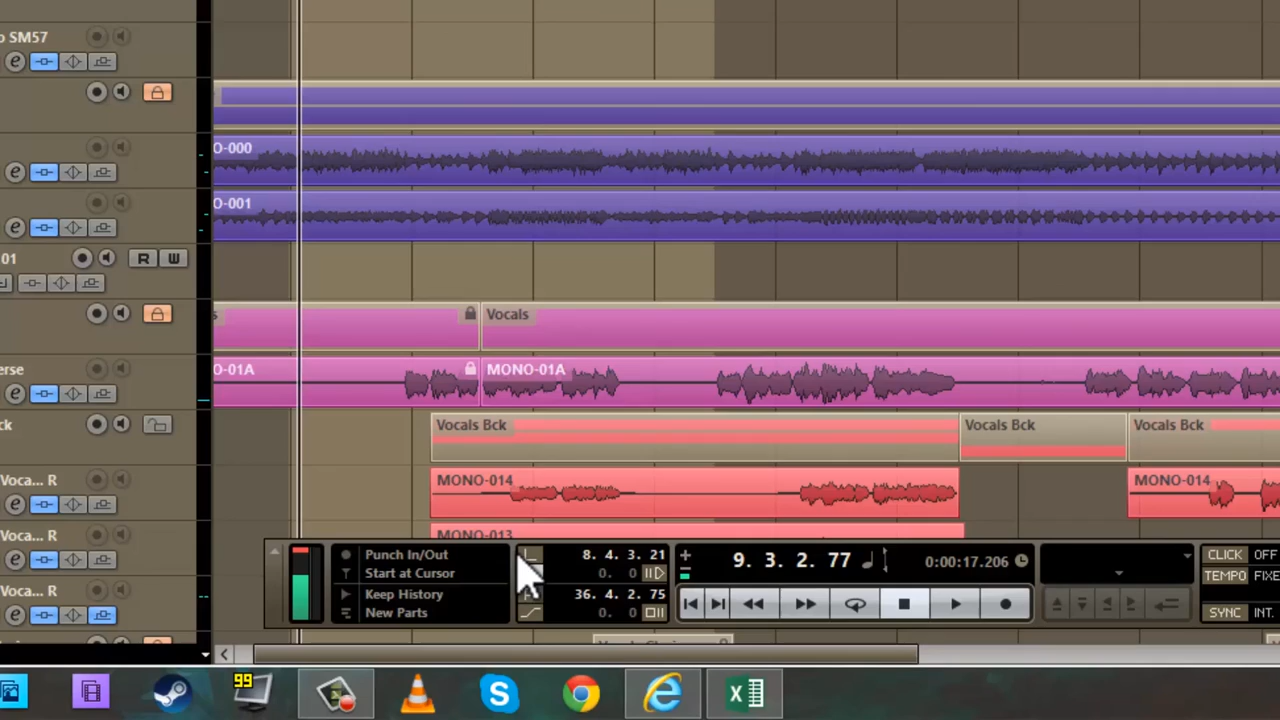 o SM57
e
O-000
e
O-001
e
01
R W
s
Vocals
erse
O-01A
MONO-01A
e
ck
Vocals Bck
Vocals Bck
Vocals Bck
Voca... R
MONO-014
MONO-014
e
Voca... R
MONO-013
e
Voca... R
e
Punch In/Out
Start at Cursor
Keep History
New Parts
8. 4. 3. 21
0. 0
36. 4. 2. 75
0. 0
9. 3. 2. 77
0:00:17.206
CLICK OFF
TEMPO FIXE
SYNC INT.
99